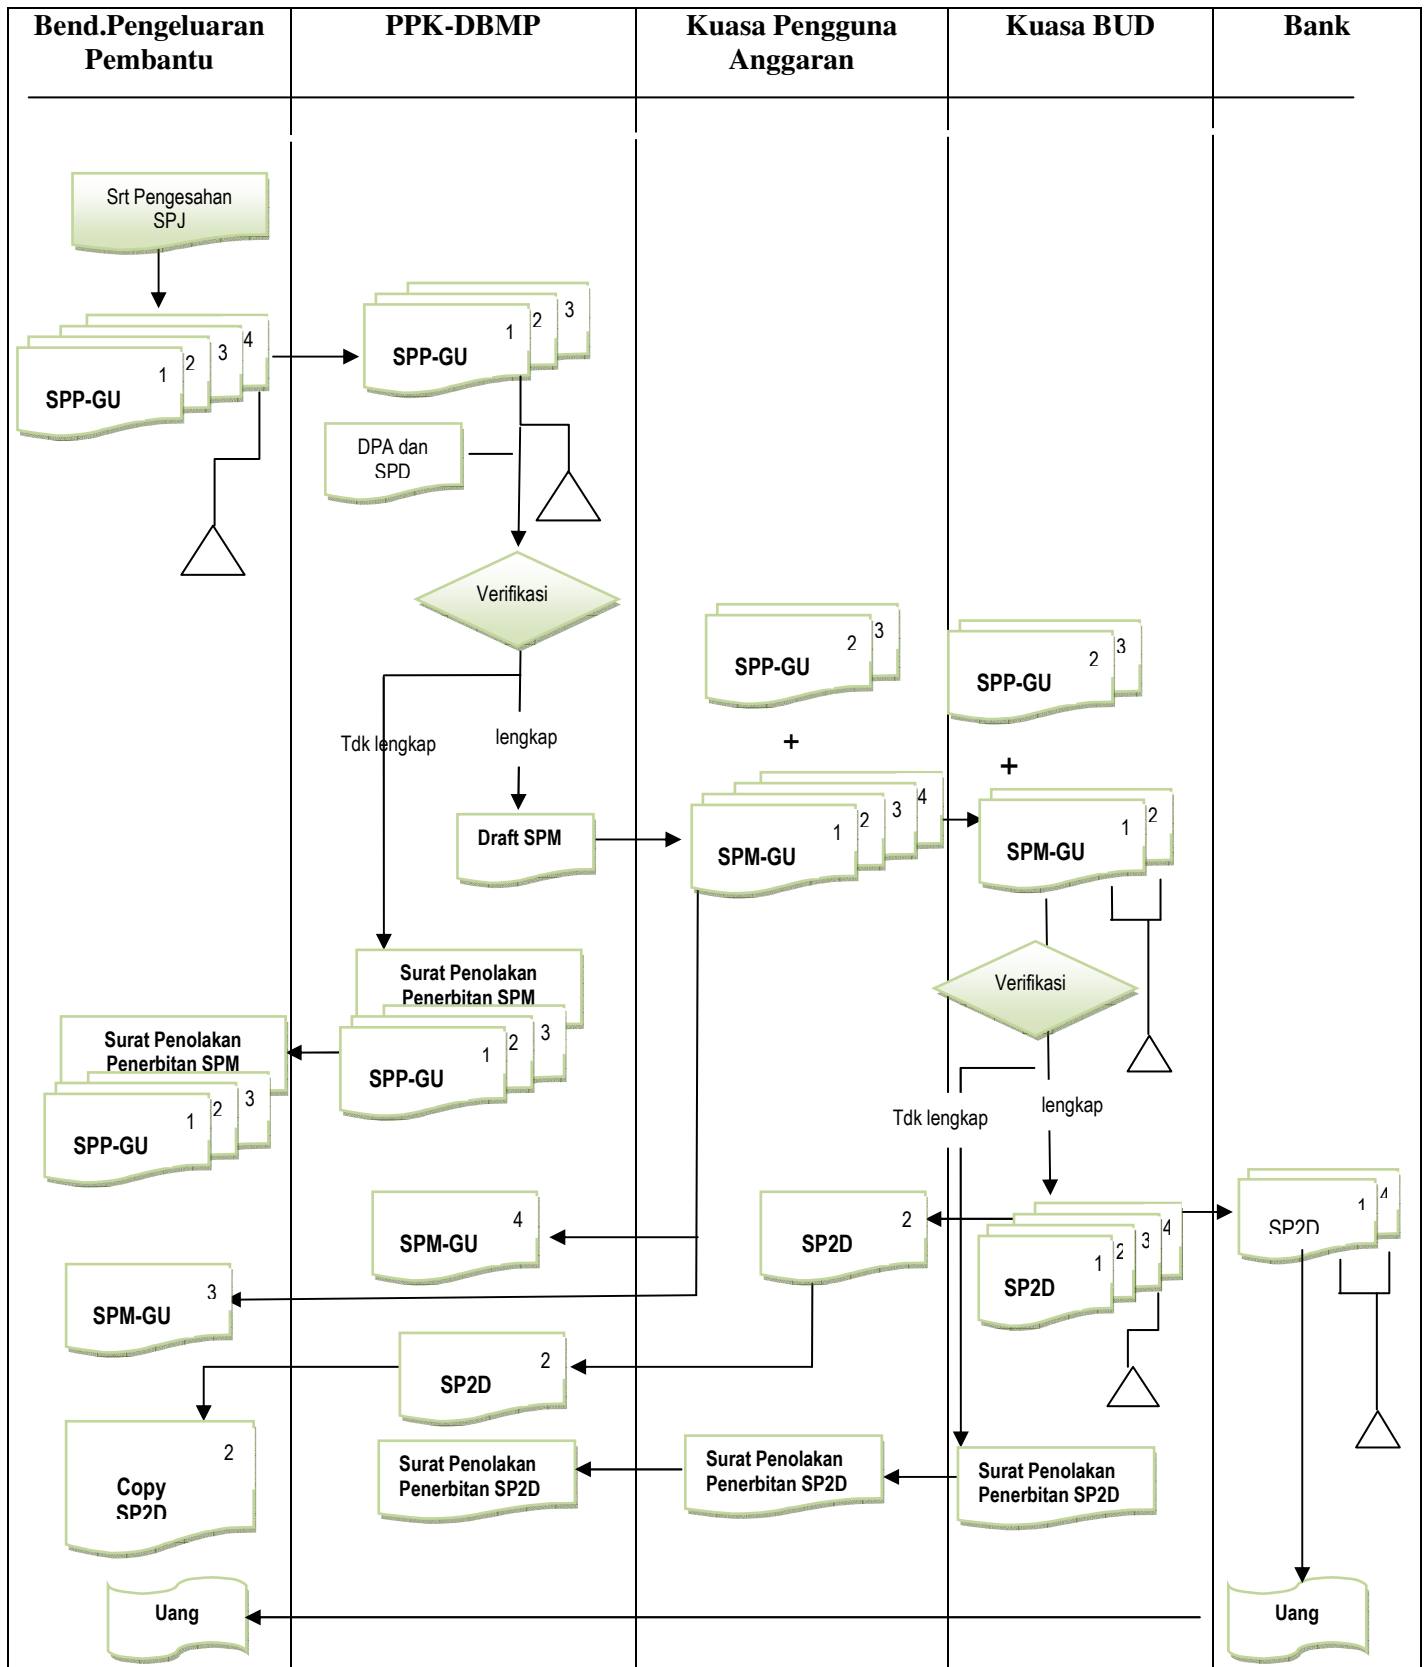 Bend.Pengeluaran
Pembantu
PPK-DBMP
Kuasa Pengguna
Anggaran
Kuasa BUD
Bank
Srt Pengesahan
SPJ
SPP-GU
1
2
3
4
SPP-GU
1
2
3
DPA dan
SPD
Verifikasi
Tdk lengkap
lengkap
Draft SPM
SPP-GU
2
3
+
SPM-GU
1
2
3
4
SPP-GU
2
3
+
SPM-GU
1
2
Verifikasi
Tdk lengkap
lengkap
Surat Penolakan
Penerbitan SPM
SPP-GU
1
2
3
Surat Penolakan
Penerbitan SPM
SPP-GU
1
2
3
SPM-GU
4
SP2D
2
SP2D
1
2
3
4
SP2D
1
4
SPM-GU
3
SP2D
2
Copy
SP2D
2
Surat Penolakan
Penerbitan SP2D
Surat Penolakan
Penerbitan SP2D
Surat Penolakan
Penerbitan SP2D
Uang
Uang